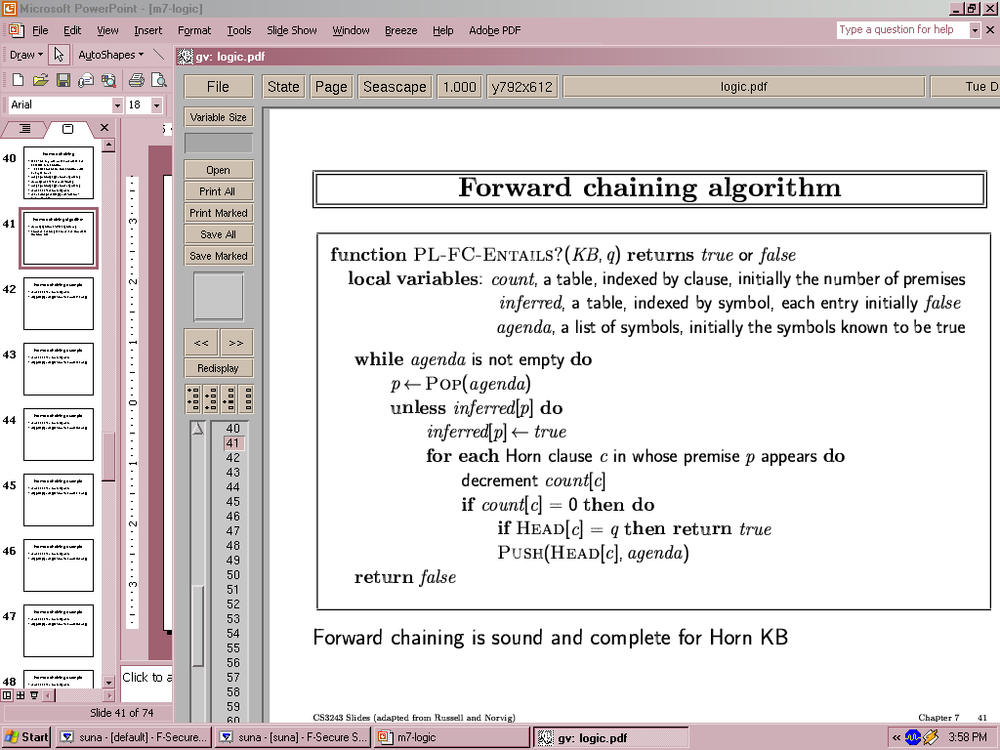 Microsoft PowerPoint - [m7-logic]
File Edit View Insert Format Tools Slide Show Window Breeze Help Adobe PDF
Type a question for help
Draw AutoShapes
gv: logic.pdf
File State Page Seascape 1.000 y792x612 logic.pdf Tue D
Arial 18
Variable Size
Open
Print All
Print Marked
Save All
Save Marked
<< >>
Redisplay
40
41
42
43
44
45
46
47
48
3
2
1
0
1
2
3
40
41
42
43
44
45
46
47
48
49
50
51
52
53
54
55
56
57
58
59
60
Forward chaining algorithm
function PL-FC-ENTAILS?(KB, q) returns true or false
local variables: count, a table, indexed by clause, initially the number of premises
inferred, a table, indexed by symbol, each entry initially false
agenda, a list of symbols, initially the symbols known to be true
while agenda is not empty do
p ← POP(agenda)
unless inferred[p] do
inferred[p] ← true
for each Horn clause c in whose premise p appears do
decrement count[c]
if count[c] = 0 then do
if HEAD[c] = q then return true
PUSH(HEAD[c], agenda)
return false
Forward chaining is sound and complete for Horn KB
CS3243 Slides (adapted from Russell and Norvig) Chapter 7 41
Click to a
Slide 41 of 74
Start suna - [default] - F-Secure... suna - [suna] - F-Secure S... m7-logic gv: logic.pdf « 3:58 PM